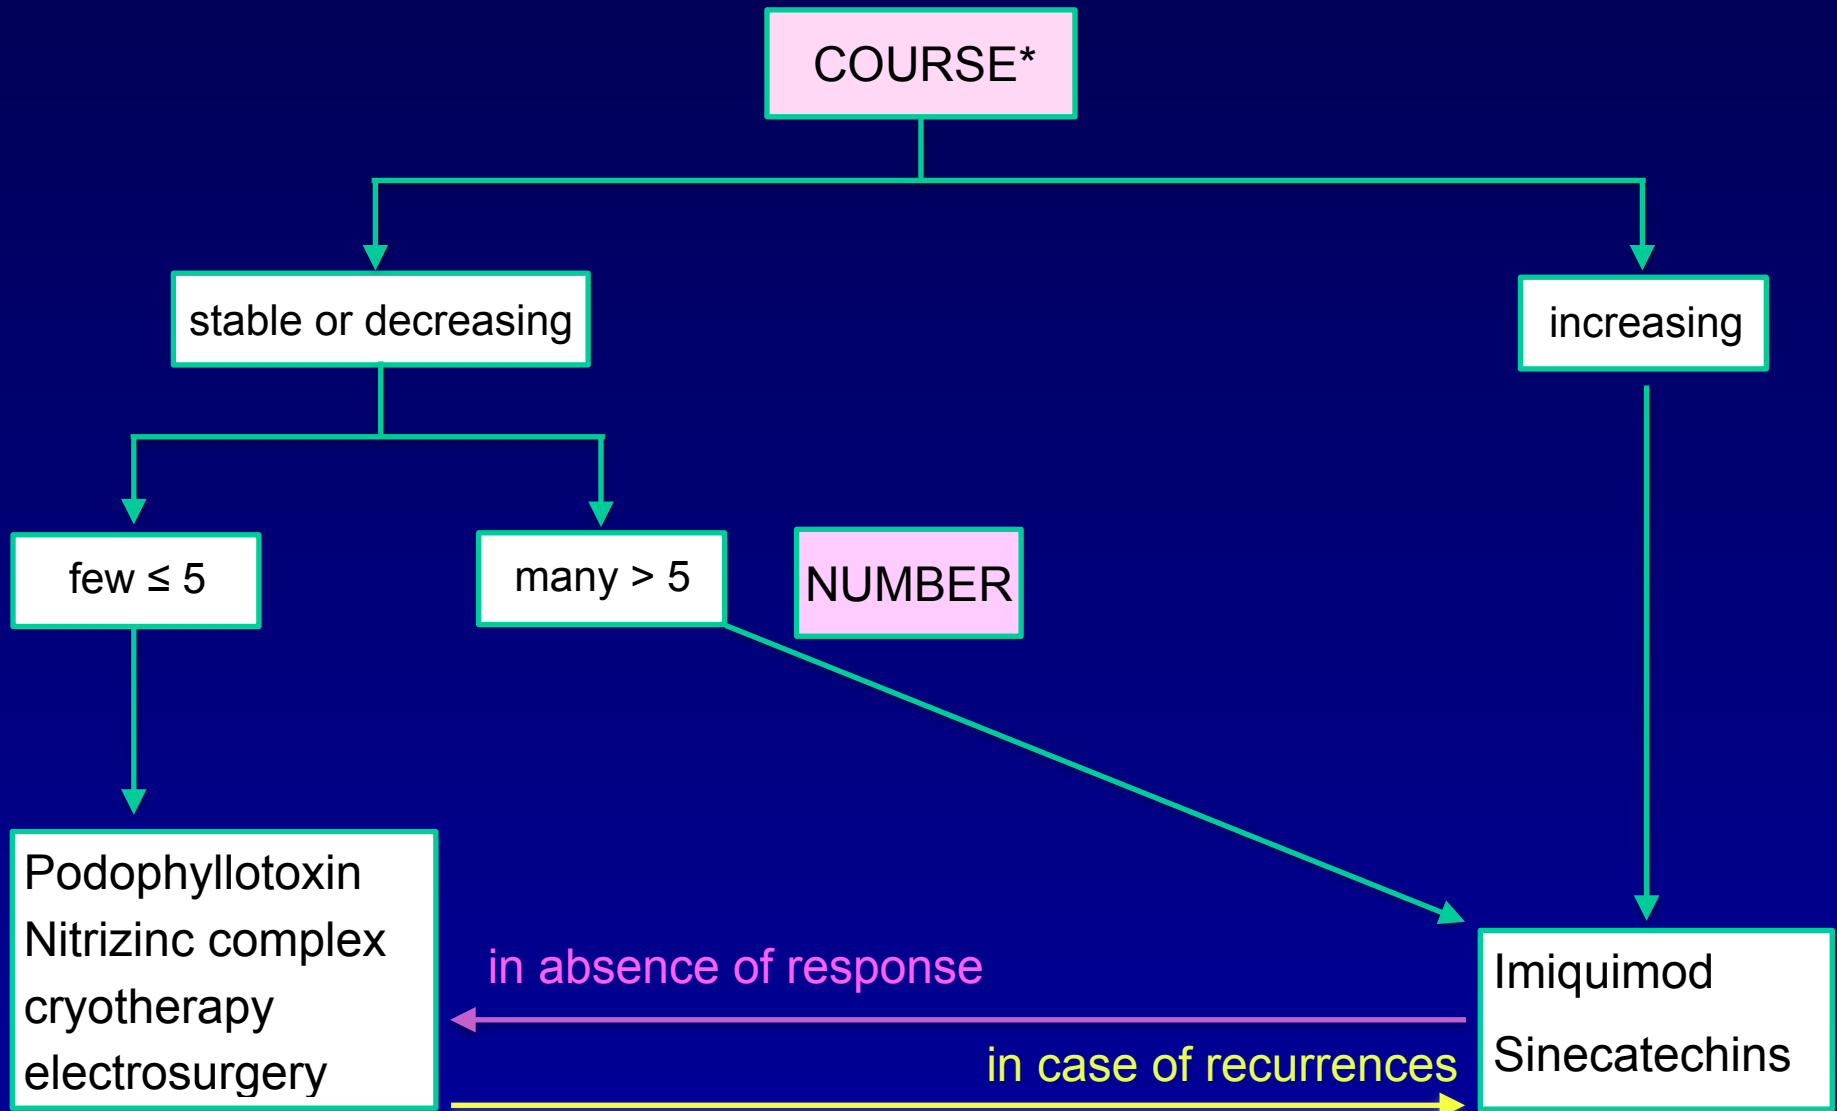 COURSE*
stable or decreasing
increasing
few ≤ 5
many > 5
NUMBER
Podophyllotoxin
Nitrizinc complex
cryotherapy
electrosurgery
in absence of response
in case of recurrences
Imiquimod
Sinecatechins